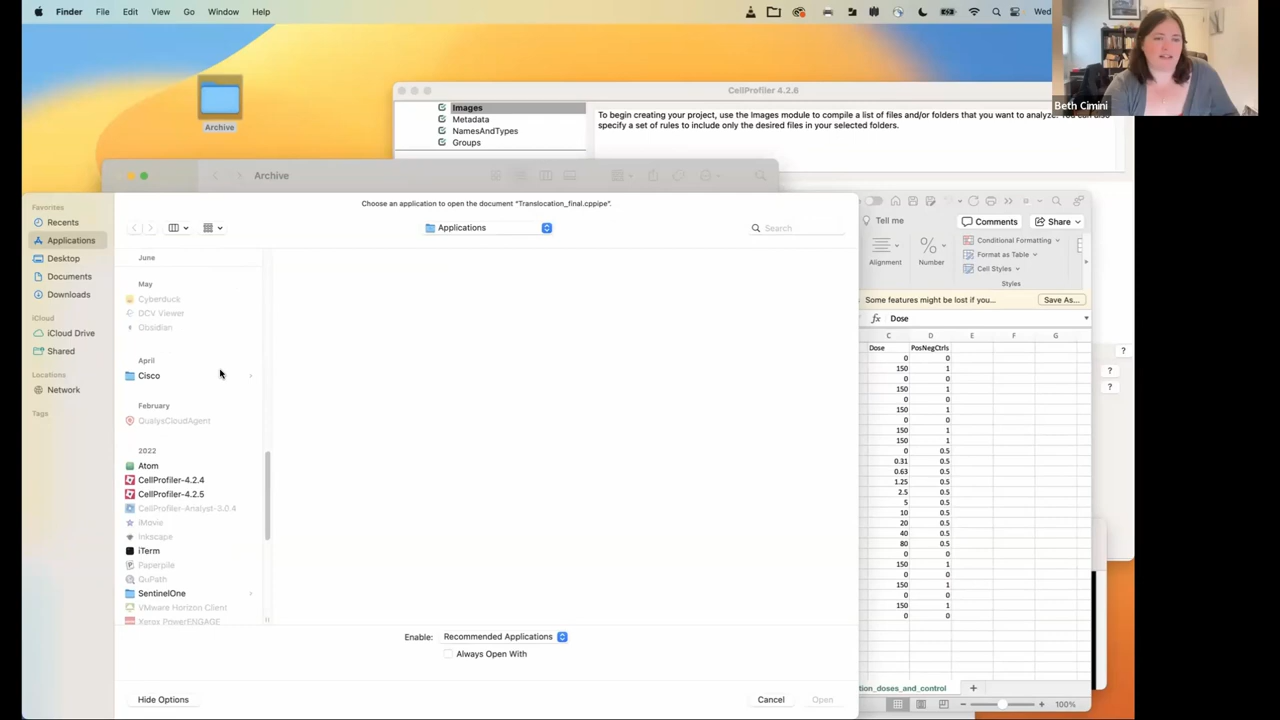 Finder File Edit View Go Window Help
Wed
Beth Cimini
Archive
CellProfiler 4.2.6
Images
Metadata
NamesAndTypes
Groups
To begin creating your project, use the Images module to compile a list of files and/or folders that you want to analyze. You can also
specify a set of rules to include only the desired files in your selected folders.
Archive
Choose an application to open the document "Translocation_final.cppipe".
Applications
Search
Favorites
Recents
Applications
Desktop
Documents
Downloads
iCloud
iCloud Drive
Shared
Locations
Network
Tags
June
May
Cyberduck
DCV Viewer
Obsidian
April
Cisco
February
QualysCloudAgent
2022
Atom
CellProfiler-4.2.4
CellProfiler-4.2.5
CellProfiler-Analyst-3.0.4
iMovie
Inkscape
iTerm
Paperpile
QuPath
SentinelOne
VMware Horizon Client
Xerox PowerENGAGE
Enable: Recommended Applications
Always Open With
Hide Options
Cancel
Open
Tell me
Comments
Share
Alignment
Number
%
Conditional Formatting
Format as Table
Cell Styles
Styles
Some features might be lost if you...
Save As...
fx Dose
C D E F G
Dose PosNegCtrls
0 0
150 1
0 0
150 1
0 0
150 1
0 0
150 1
150 1
0 0.5
0.31 0.5
0.63 0.5
1.25 0.5
2.5 0.5
5 0.5
10 0.5
20 0.5
40 0.5
80 0.5
0 0
150 1
0 0
150 1
0 0
150 1
0 0
?
?
?
tion_doses_and_control
+
100%